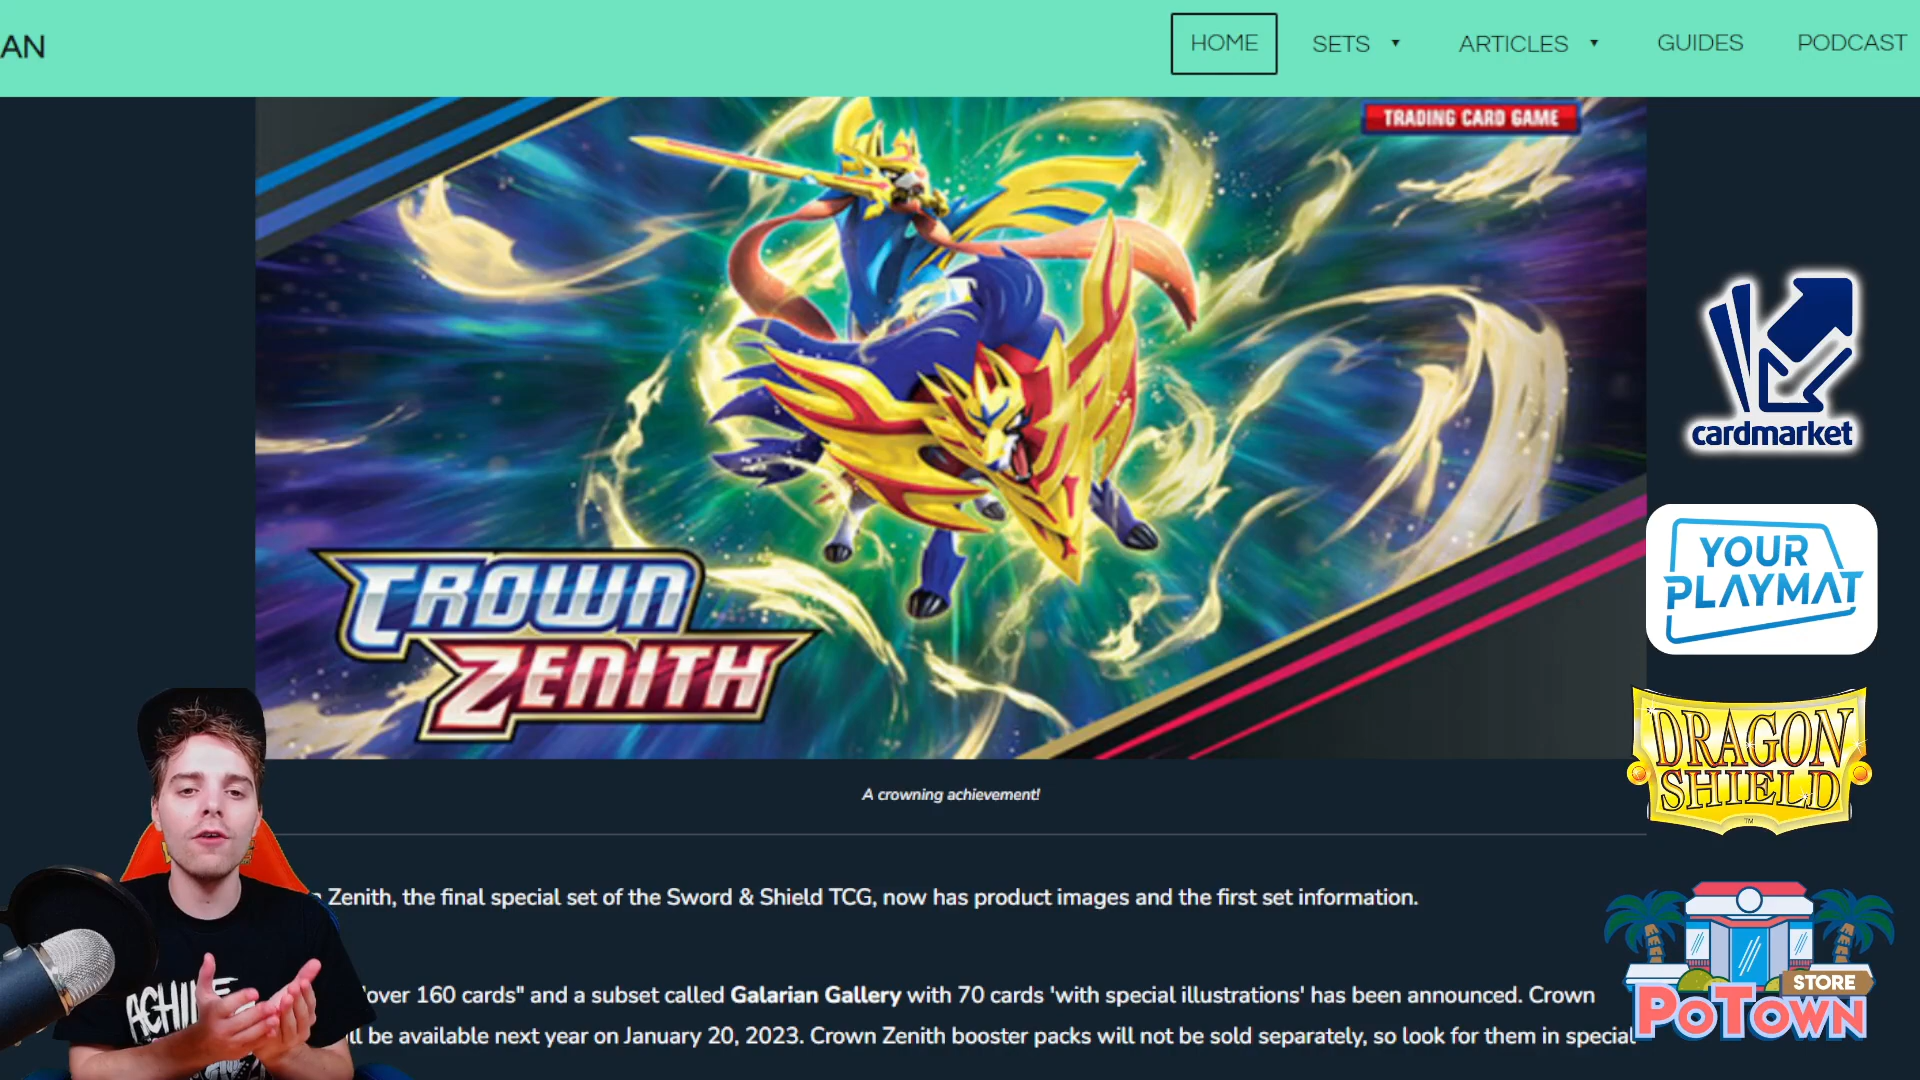 AN
HOME
SETS
ARTICLES
GUIDES
PODCAST
TRADING CARD GAME
CROWN
ZENITH
cardmarket
YOUR
PLAYMAT
DRAGON
SHIELD
™
STORE
POTOWN
A crowning achievement!
Zenith, the final special set of the Sword & Shield TCG, now has product images and the first set information.
"over 160 cards" and a subset called Galarian Gallery with 70 cards 'with special illustrations' has been announced. Crown
be available next year on January 20, 2023. Crown Zenith booster packs will not be sold separately, so look for them in special